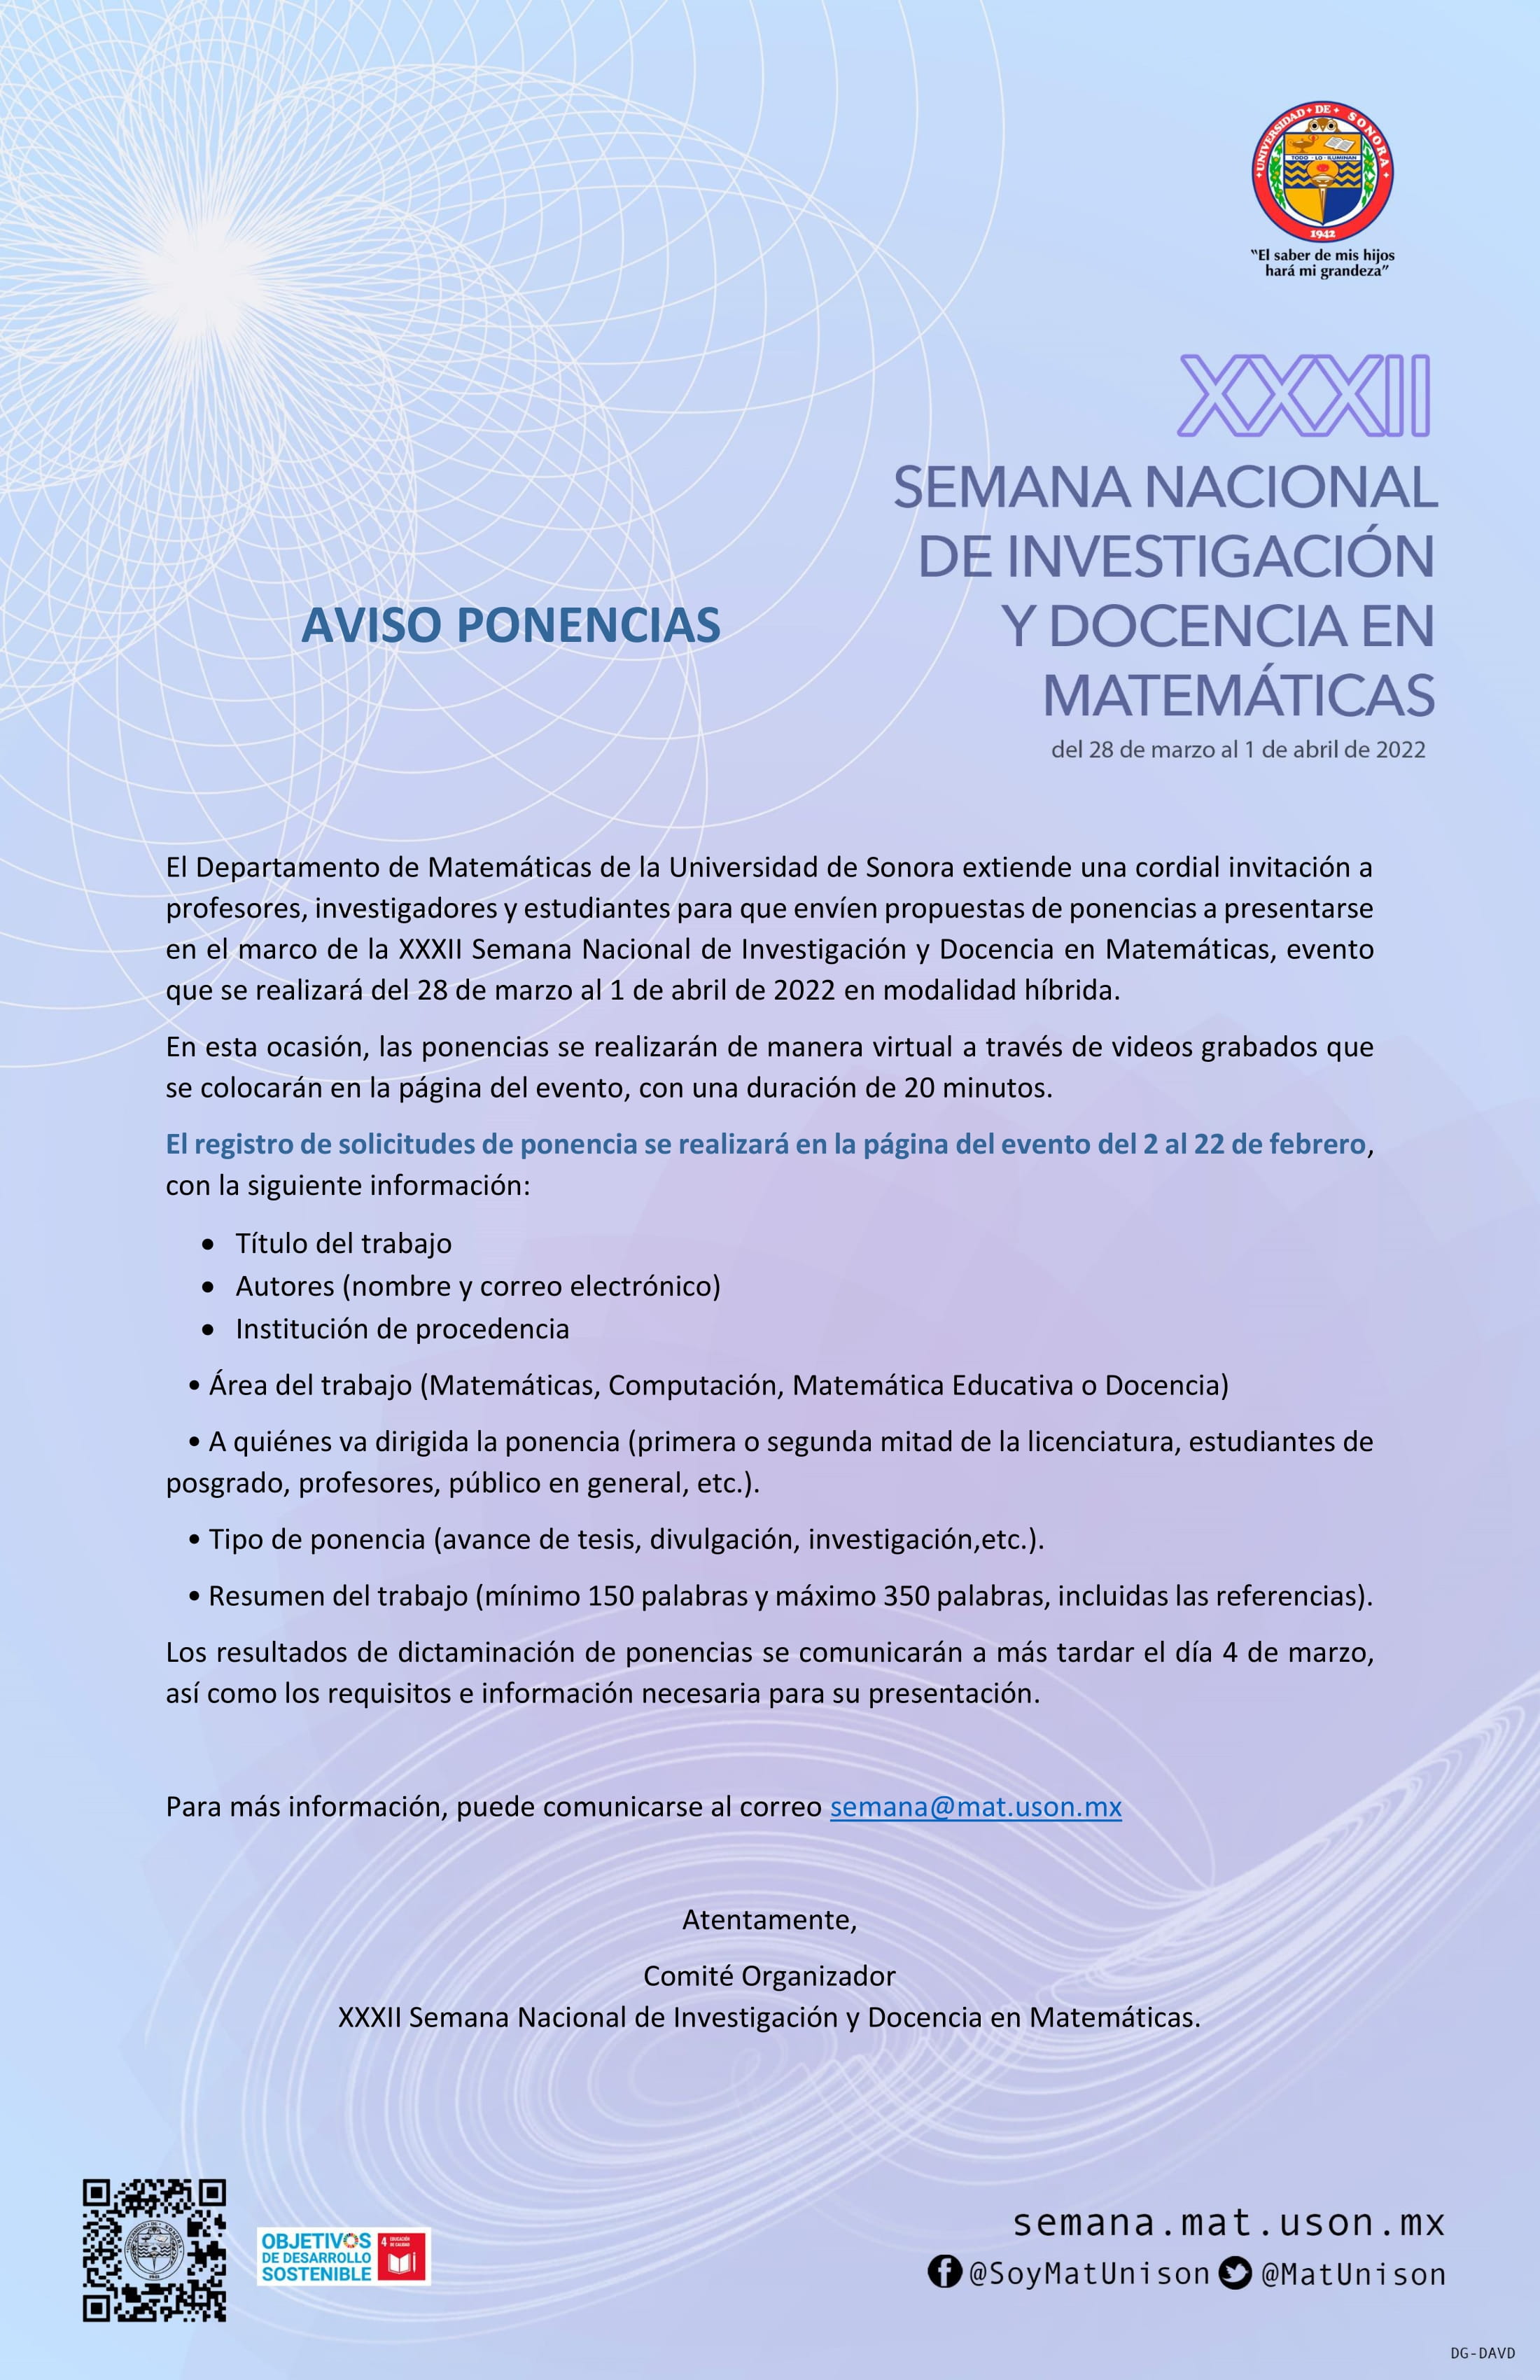 UNIVERSIDAD DE SONORA
TODO LO ILUMINAN
1942
"El saber de mis hijos
hará mi grandeza"
XXXII
SEMANA NACIONAL
DE INVESTIGACIÓN
Y DOCENCIA EN
MATEMÁTICAS
del 28 de marzo al 1 de abril de 2022
AVISO PONENCIAS
El Departamento de Matemáticas de la Universidad de Sonora extiende una cordial invitación a
profesores, investigadores y estudiantes para que envíen propuestas de ponencias a presentarse
en el marco de la XXXII Semana Nacional de Investigación y Docencia en Matemáticas, evento
que se realizará del 28 de marzo al 1 de abril de 2022 en modalidad híbrida.
En esta ocasión, las ponencias se realizarán de manera virtual a través de videos grabados que
se colocarán en la página del evento, con una duración de 20 minutos.
El registro de solicitudes de ponencia se realizará en la página del evento del 2 al 22 de febrero,
con la siguiente información:
• Título del trabajo
• Autores (nombre y correo electrónico)
• Institución de procedencia
• Área del trabajo (Matemáticas, Computación, Matemática Educativa o Docencia)
• A quiénes va dirigida la ponencia (primera o segunda mitad de la licenciatura, estudiantes de
posgrado, profesores, público en general, etc.).
• Tipo de ponencia (avance de tesis, divulgación, investigación,etc.).
• Resumen del trabajo (mínimo 150 palabras y máximo 350 palabras, incluidas las referencias).
Los resultados de dictaminación de ponencias se comunicarán a más tardar el día 4 de marzo,
así como los requisitos e información necesaria para su presentación.
Para más información, puede comunicarse al correo semana@mat.uson.mx
Atentamente,
Comité Organizador
XXXII Semana Nacional de Investigación y Docencia en Matemáticas.
OBJETIVOS
DE DESARROLLO
SOSTENIBLE
4 EDUCACIÓN
DE CALIDAD
semana.mat.uson.mx
@SoyMatUnison @MatUnison
DG-DAVD